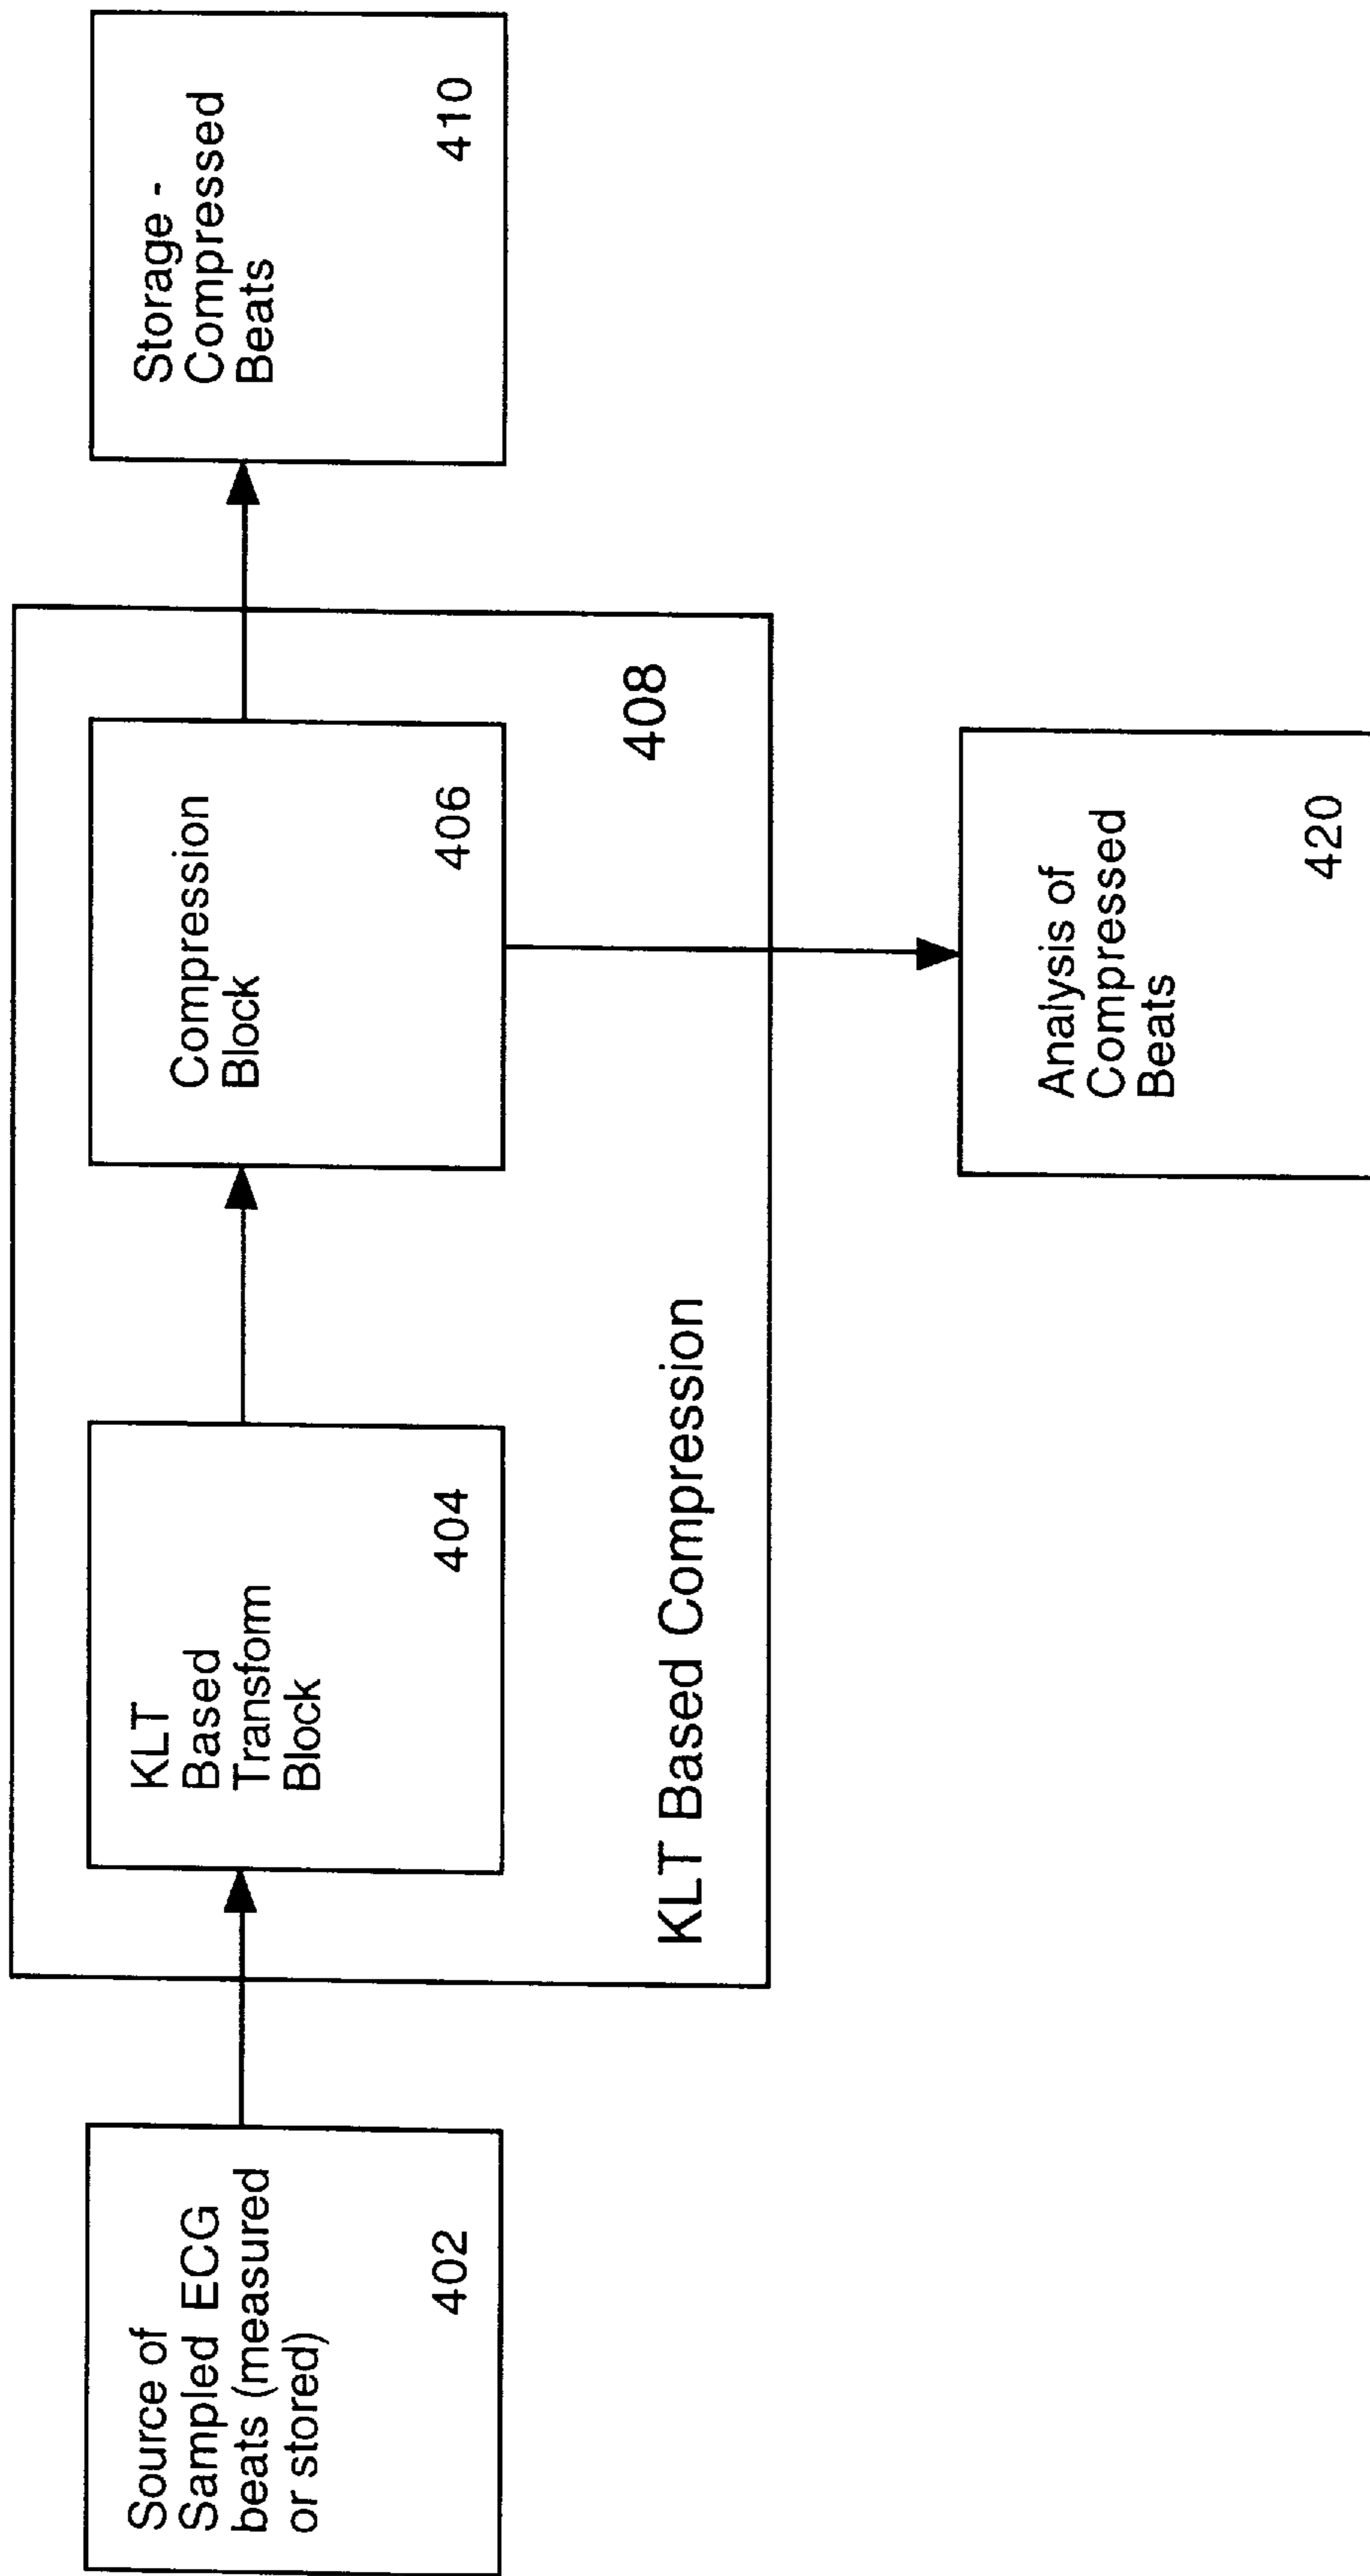 Source of
Sampled ECG
beats (measured
or stored)
402
KLT
Based
Transform
Block
404
Compression
Block
406
KLT Based Compression
408
Storage -
Compressed
Beats
410
Analysis of
Compressed
Beats
420